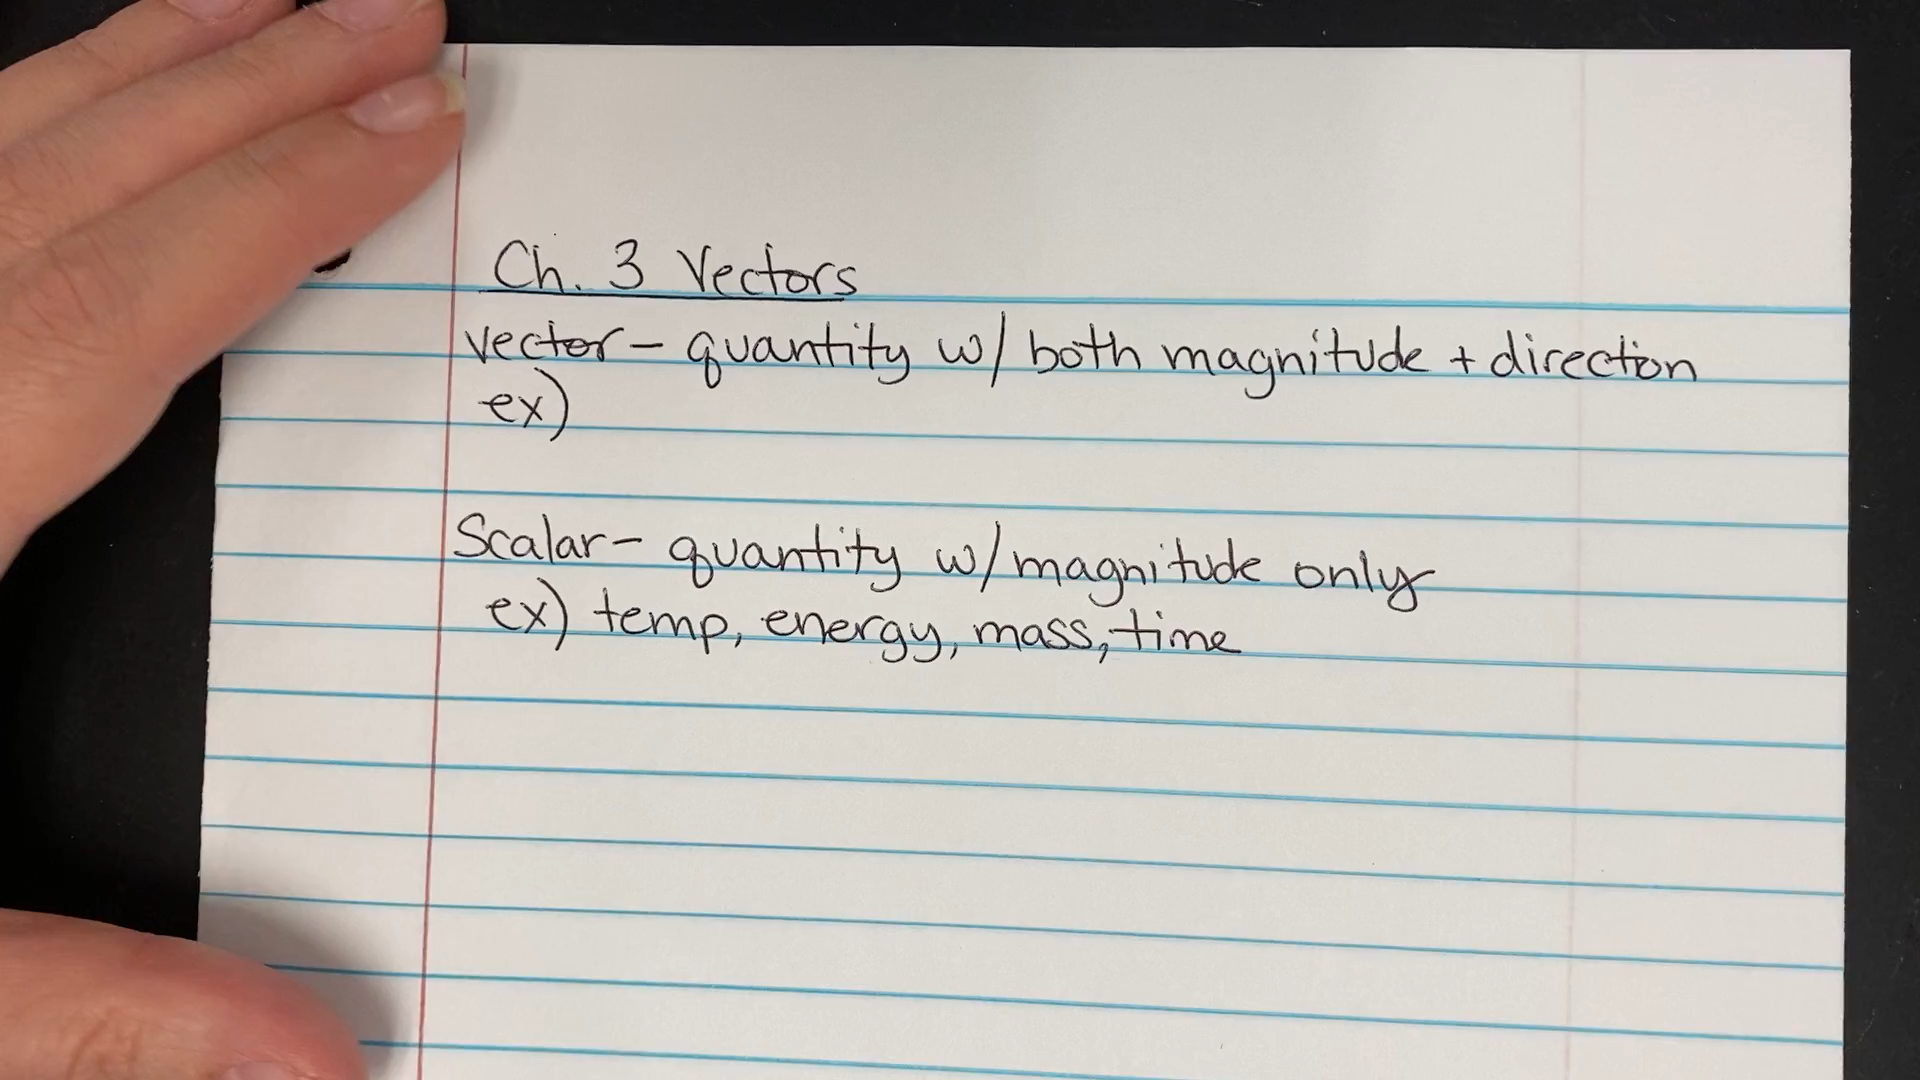 Ch. 3 Vectors
vector - quantity w/ both magnitude + direction
ex)
Scalar - quantity w/ magnitude only
ex) temp, energy, mass, time